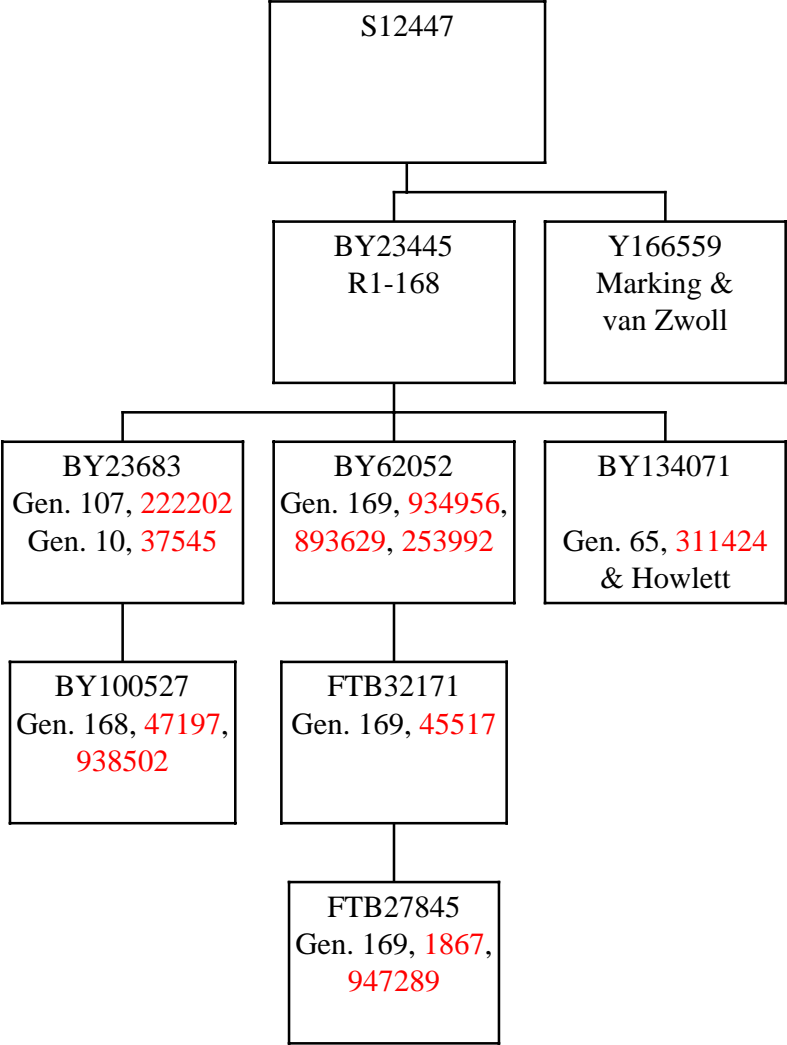 S12447
BY23445
R1-168
Y166559
Marking &
van Zwoll
BY23683
Gen. 107, 222202
Gen. 10, 37545
BY62052
Gen. 169, 934956,
893629, 253992
BY134071
Gen. 65, 311424
& Howlett
BY100527
Gen. 168, 47197,
938502
FTB32171
Gen. 169, 45517
FTB27845
Gen. 169, 1867,
947289